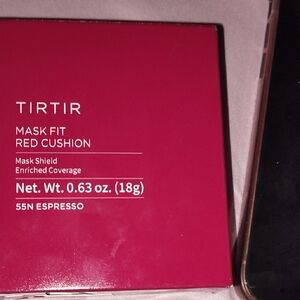 TIRTIR
MASK FIT
RED CUSHION
Mask Shield
Enriched Coverage
Net. Wt. 0.63 oz. (18g)
55N ESPRESSO